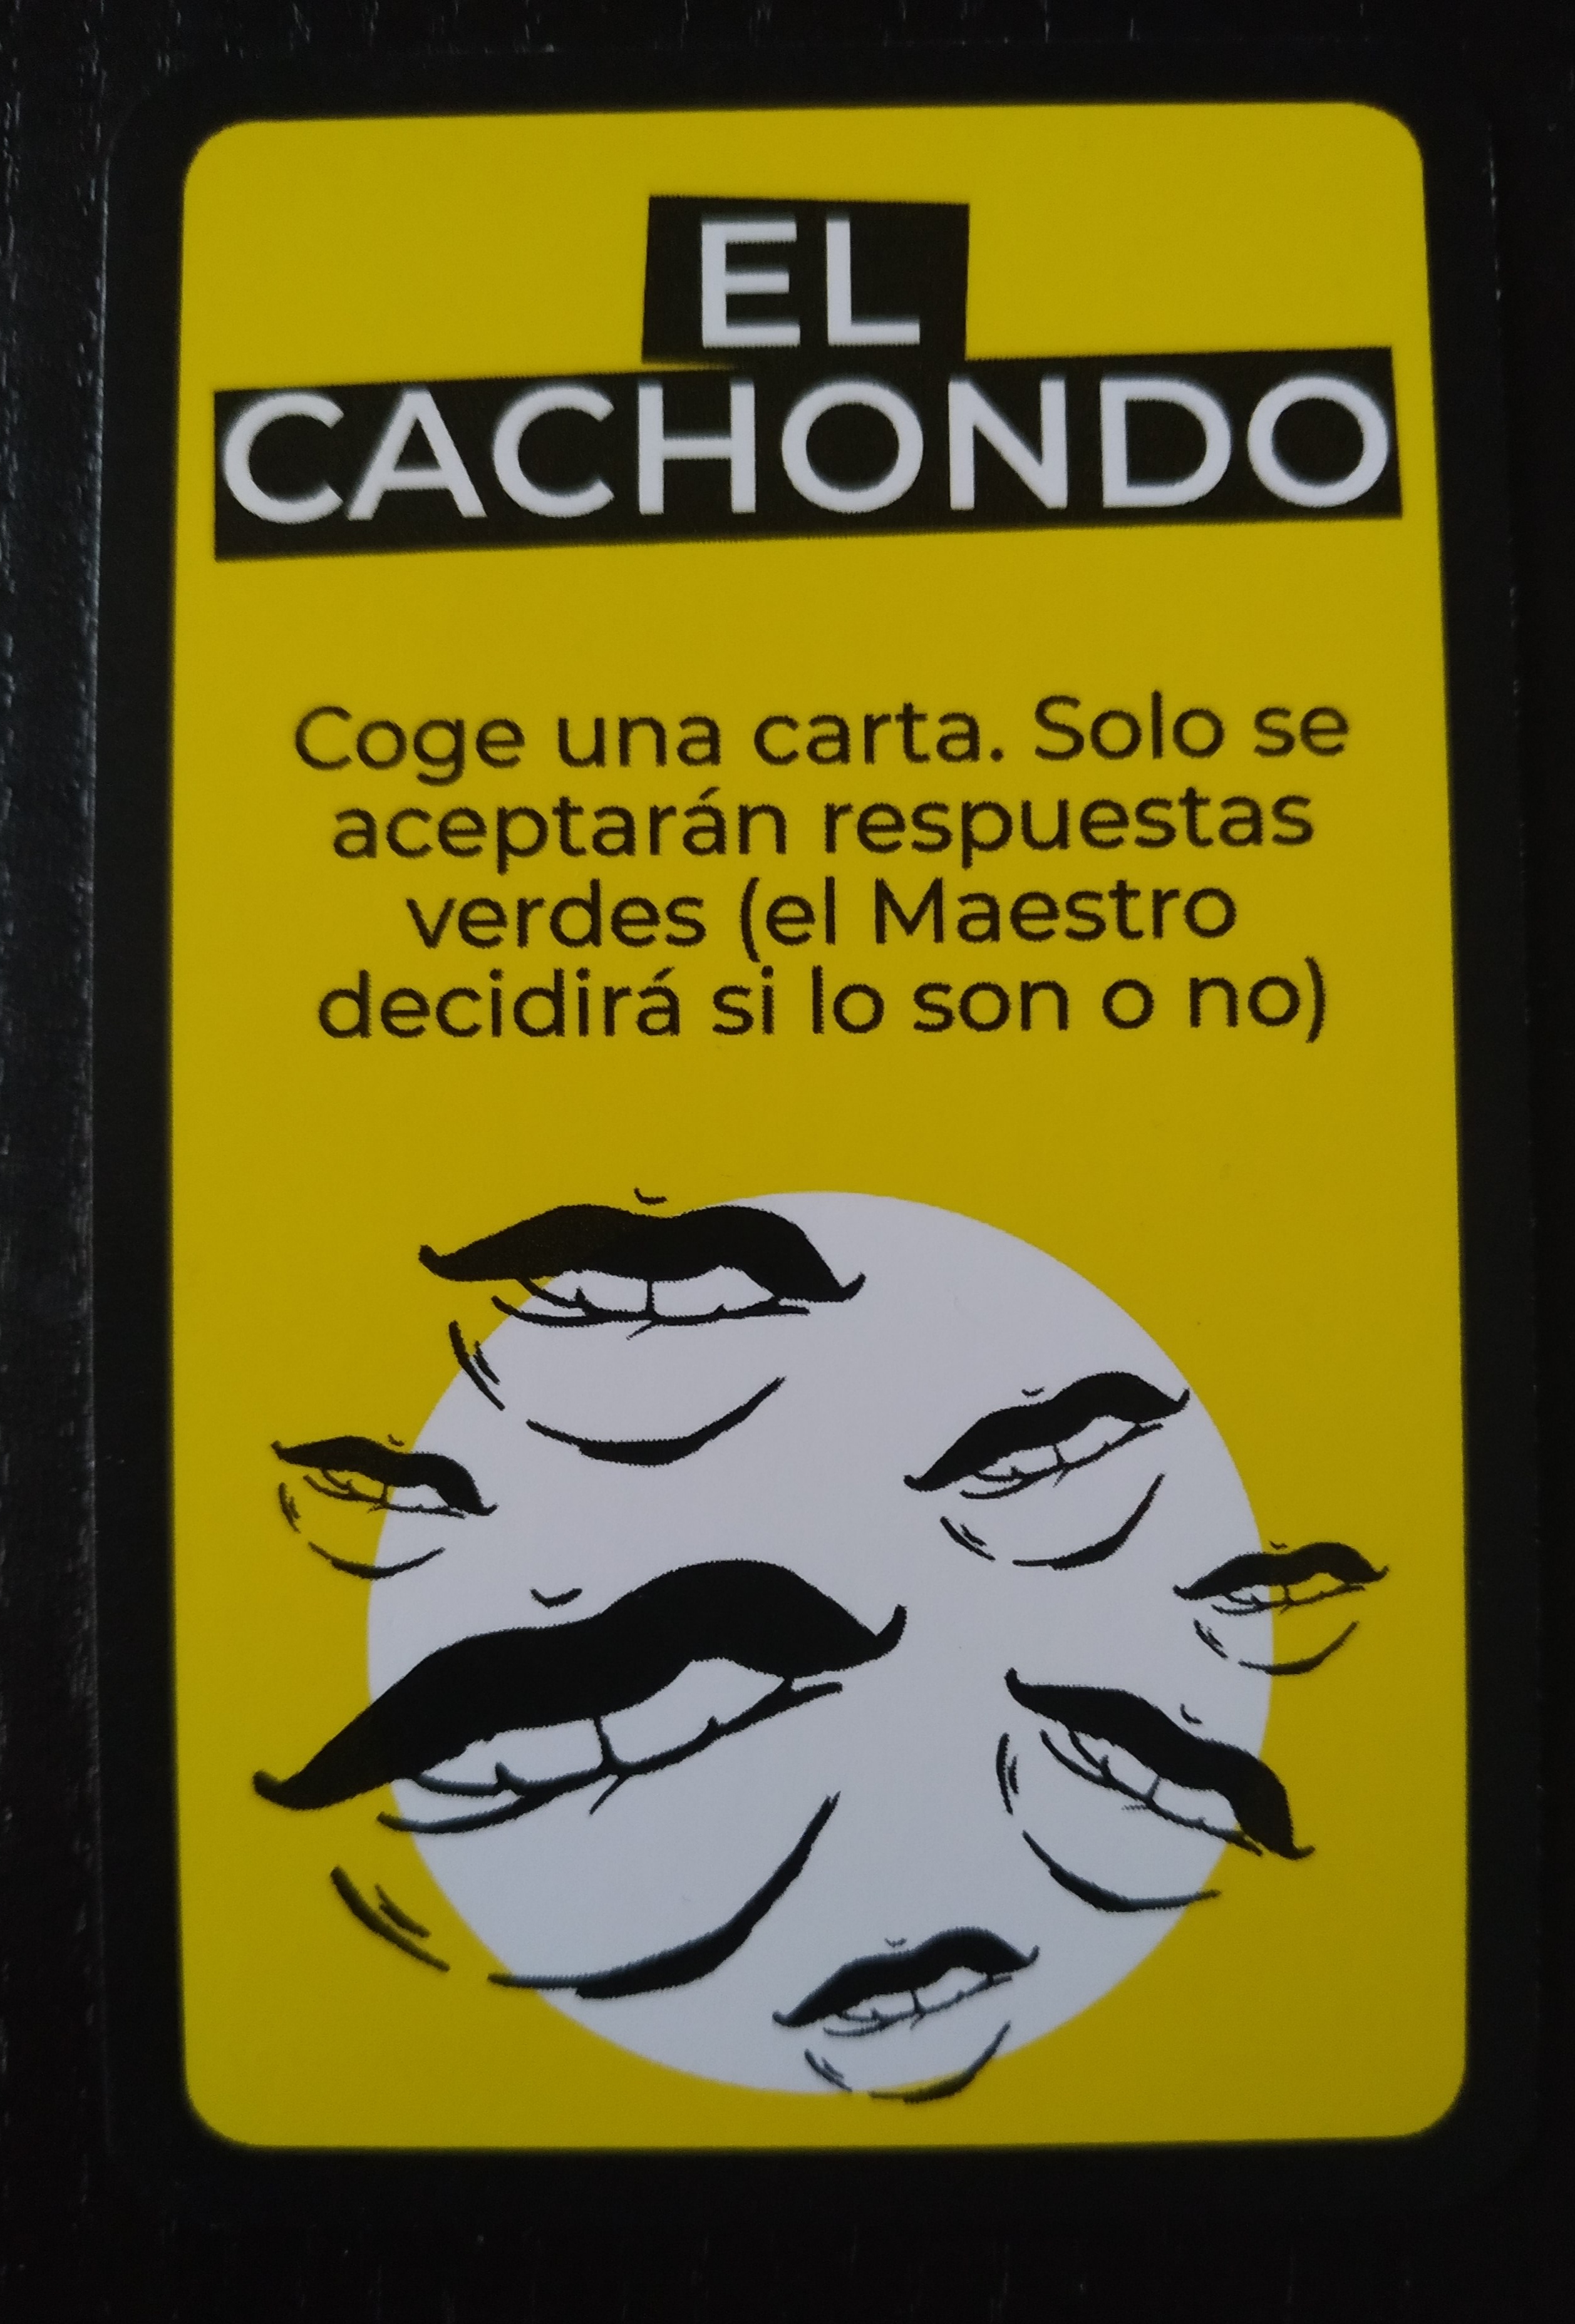 EL
CACHONDO
Coge una carta. Solo se
aceptarán respuestas
verdes (el Maestro
decidirá si lo son o no)